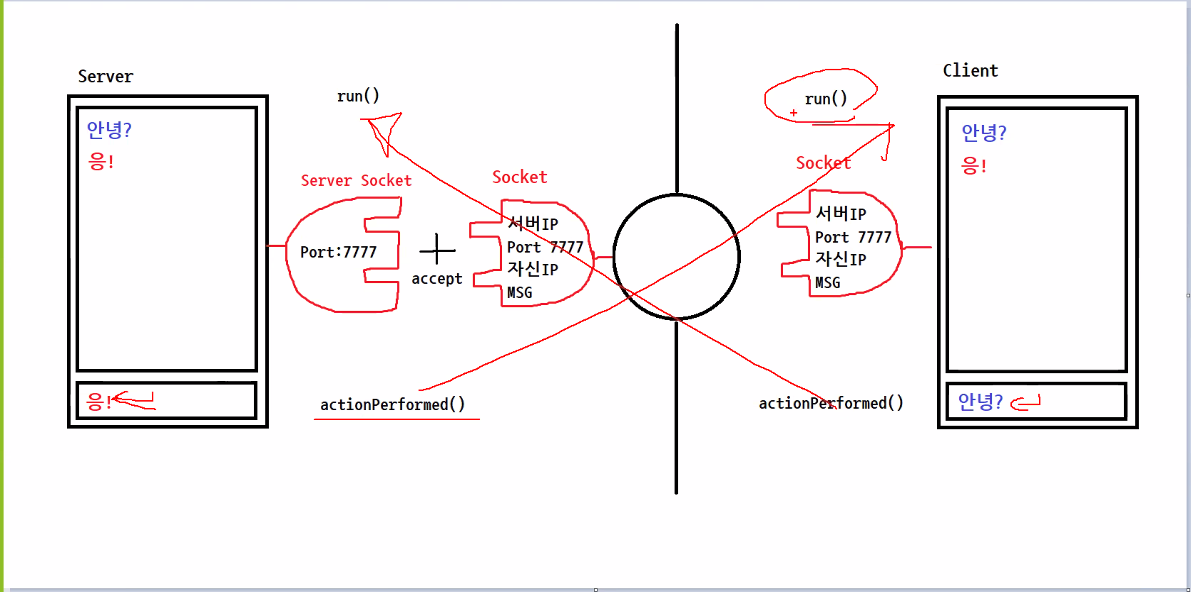 Server
안녕?
응!
응!
run()
Server Socket
Port:7777
accept
Socket
서버IP
Port 7777
자신IP
MSG
actionPerformed()
run()
Socket
서버IP
Port 7777
자신IP
MSG
actionPerformed()
Client
안녕?
응!
안녕?